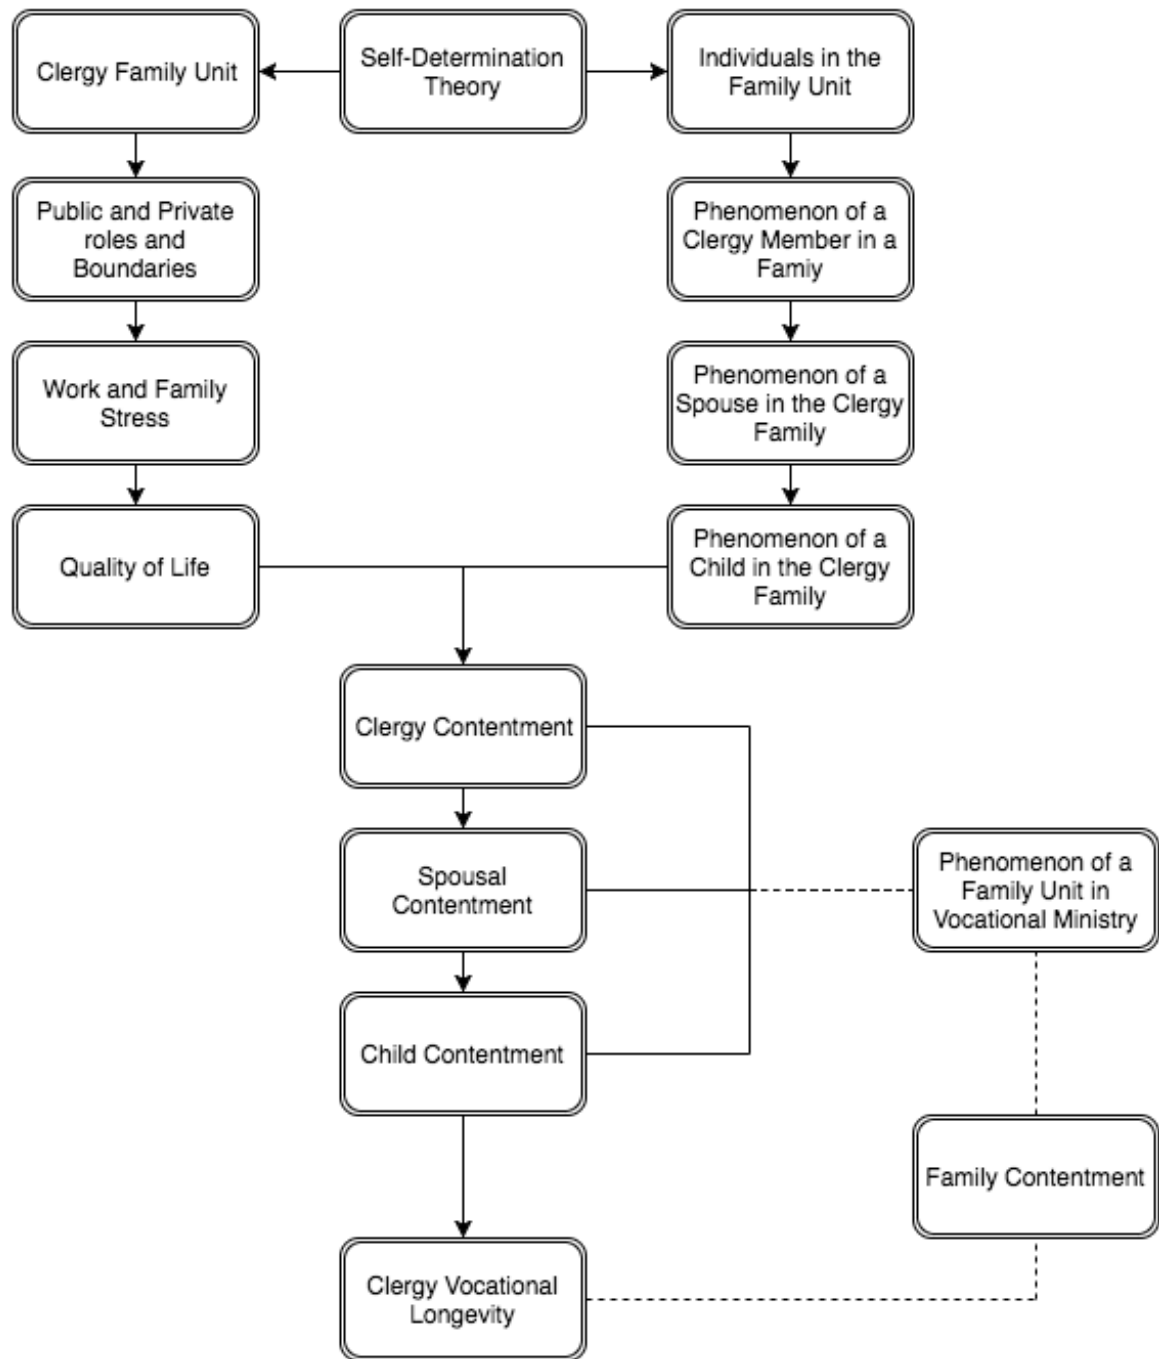 Clergy Family Unit
Self-Determination
Theory
Individuals in the
Family Unit
Public and Private
roles and
Boundaries
Phenomenon of a
Clergy Member in a
Famiy
Work and Family
Stress
Phenomenon of a
Spouse in the Clergy
Family
Quality of Life
Phenomenon of a
Child in the Clergy
Family
Clergy Contentment
Spousal
Contentment
Phenomenon of a
Family Unit in
Vocational Ministry
Child Contentment
Family Contentment
Clergy Vocational
Longevity